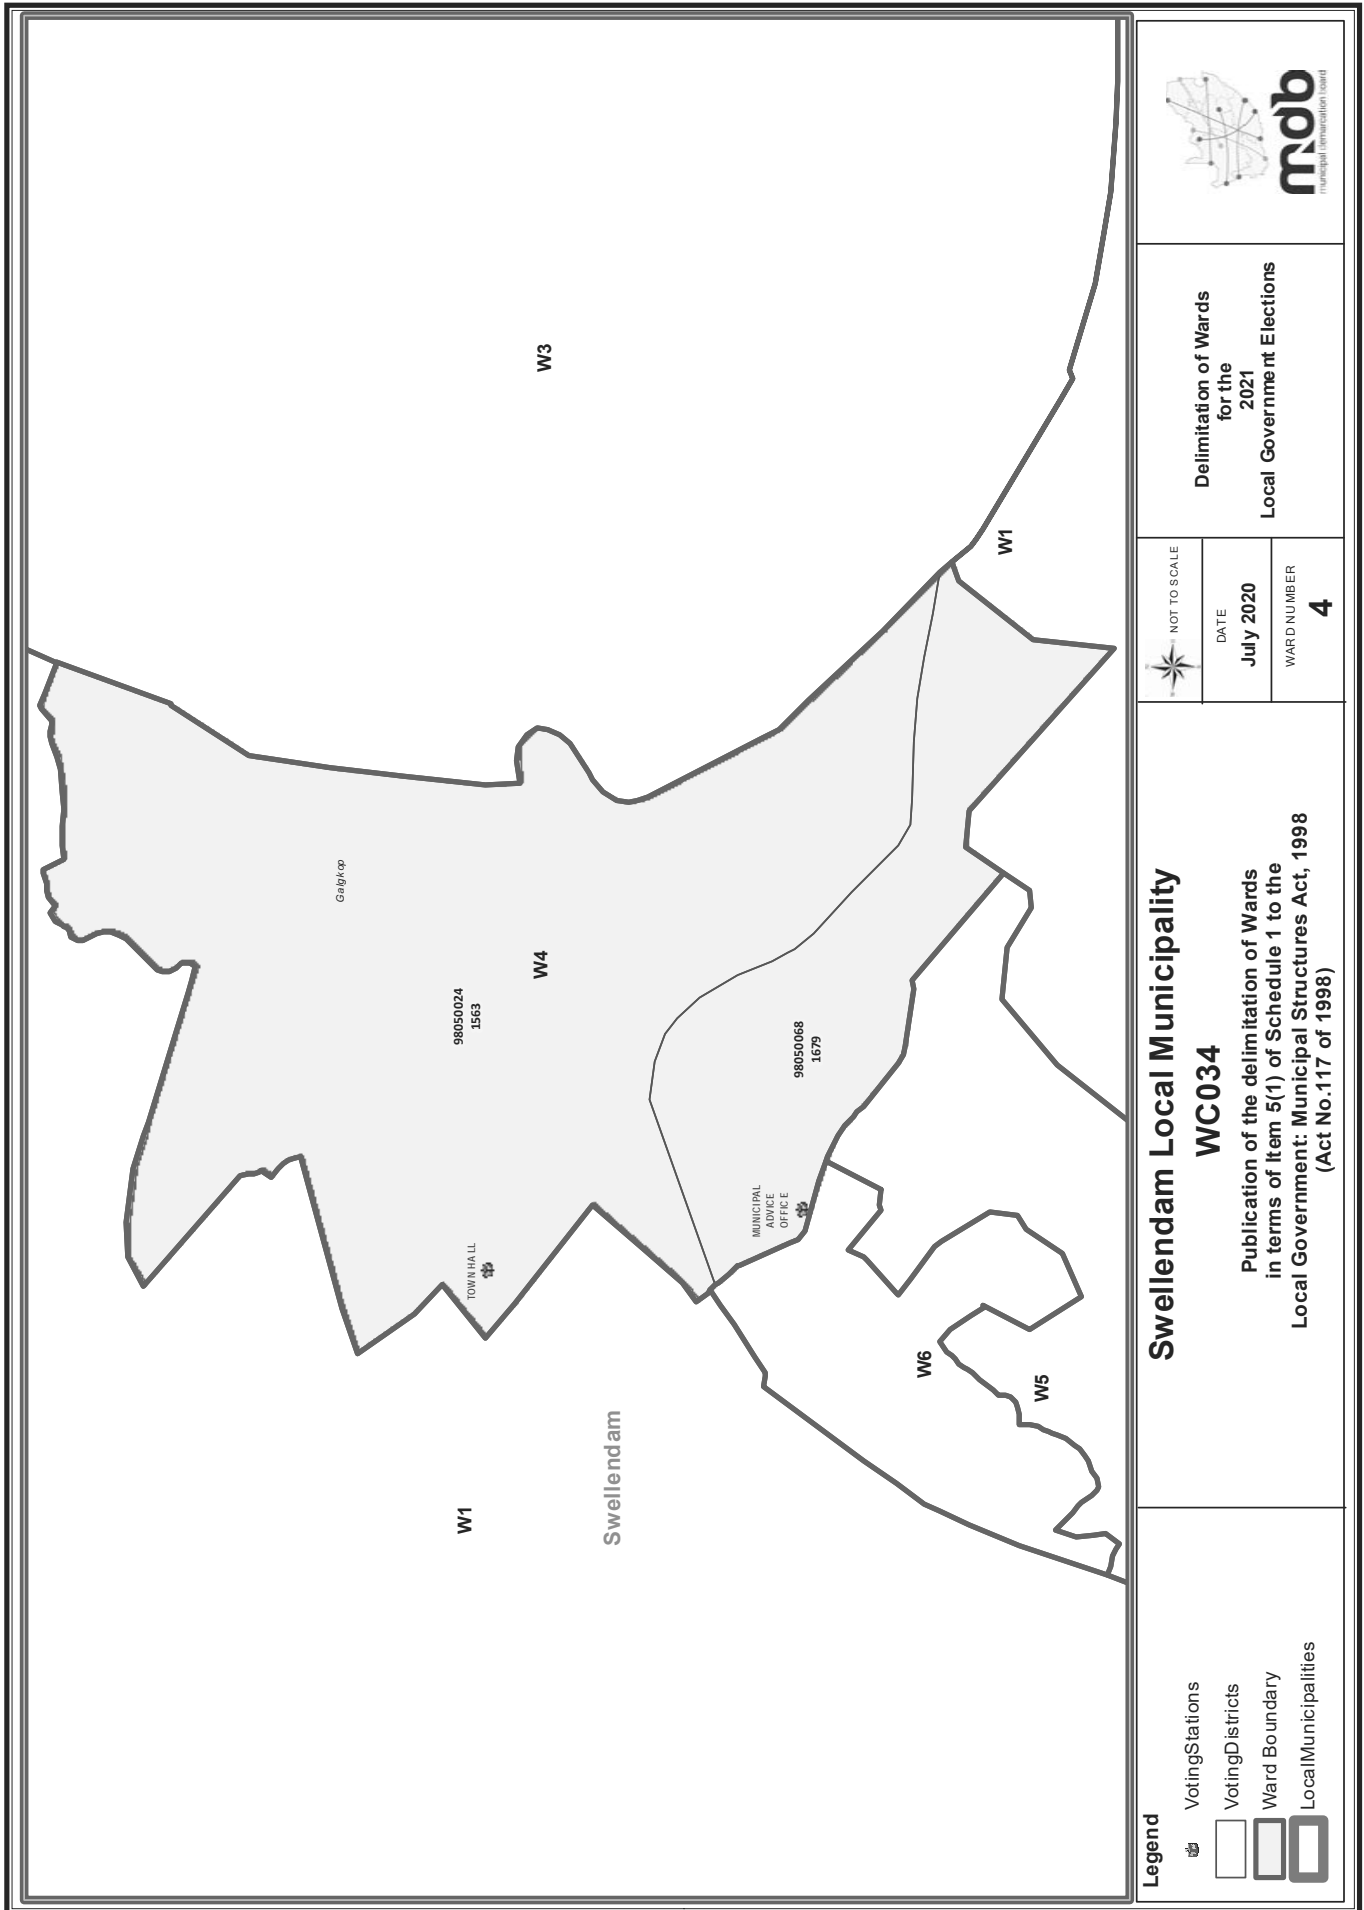 W3
W1
Galgkop
W4
98050024
1563
98050068
1679
MUNICIPAL
ADVICE
OFFICE
TOWN HALL
W6
W5
W1
Swellendam
Legend
VotingStations
VotingDistricts
Ward Boundary
LocalMunicipalities
Swellendam Local Municipality
WC034
Publication of the delimitation of Wards
in terms of Item 5(1) of Schedule 1 to the
Local Government: Municipal Structures Act, 1998
(Act No.117 of 1998)
NOT TO SCALE
DATE
July 2020
WARD NUMBER
4
Delimitation of Wards
for the
2021
Local Government Elections
mdb
municipal demarcation board